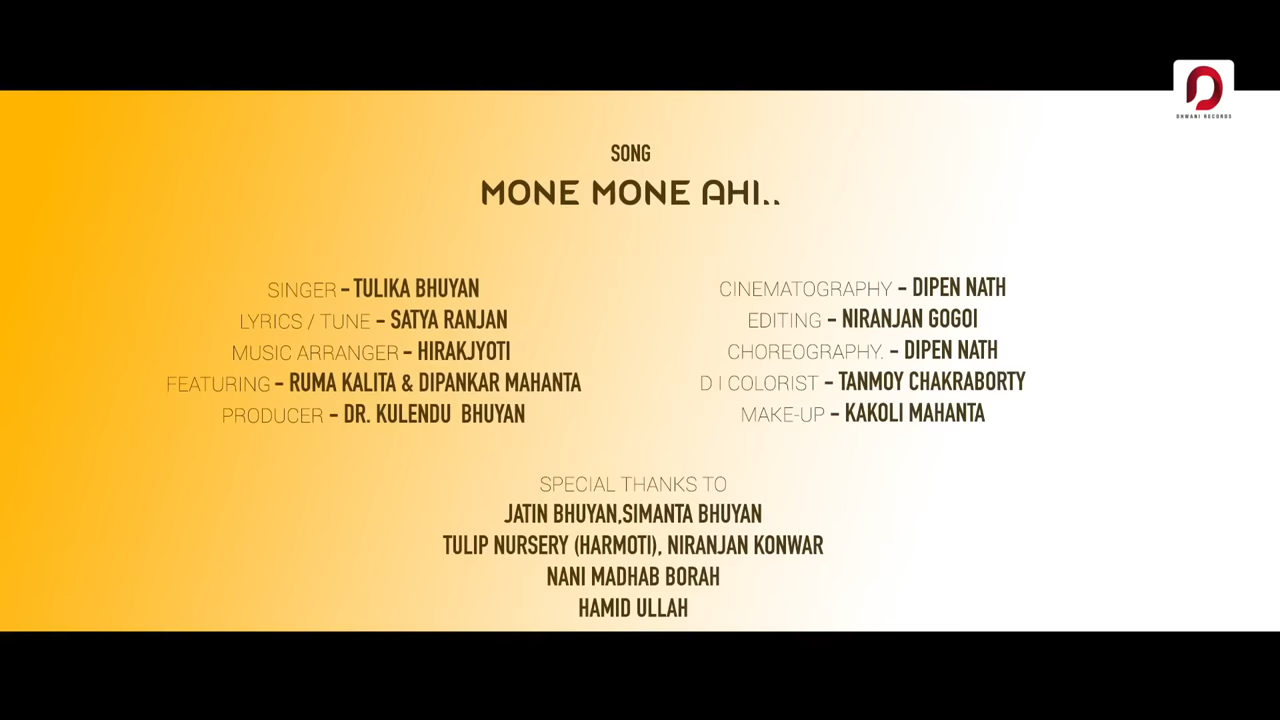 DHWANI RECORDS
SONG
MONE MONE AHI..
SINGER – TULIKA BHUYAN
LYRICS / TUNE – SATYA RANJAN
MUSIC ARRANGER – HIRAKJYOTI
FEATURING – RUMA KALITA & DIPANKAR MAHANTA
PRODUCER – DR. KULENDU BHUYAN
CINEMATOGRAPHY – DIPEN NATH
EDITING – NIRANJAN GOGOI
CHOREOGRAPHY. – DIPEN NATH
D I COLORIST – TANMOY CHAKRABORTY
MAKE-UP – KAKOLI MAHANTA
SPECIAL THANKS TO
JATIN BHUYAN,SIMANTA BHUYAN
TULIP NURSERY (HARMOTI), NIRANJAN KONWAR
NANI MADHAB BORAH
HAMID ULLAH